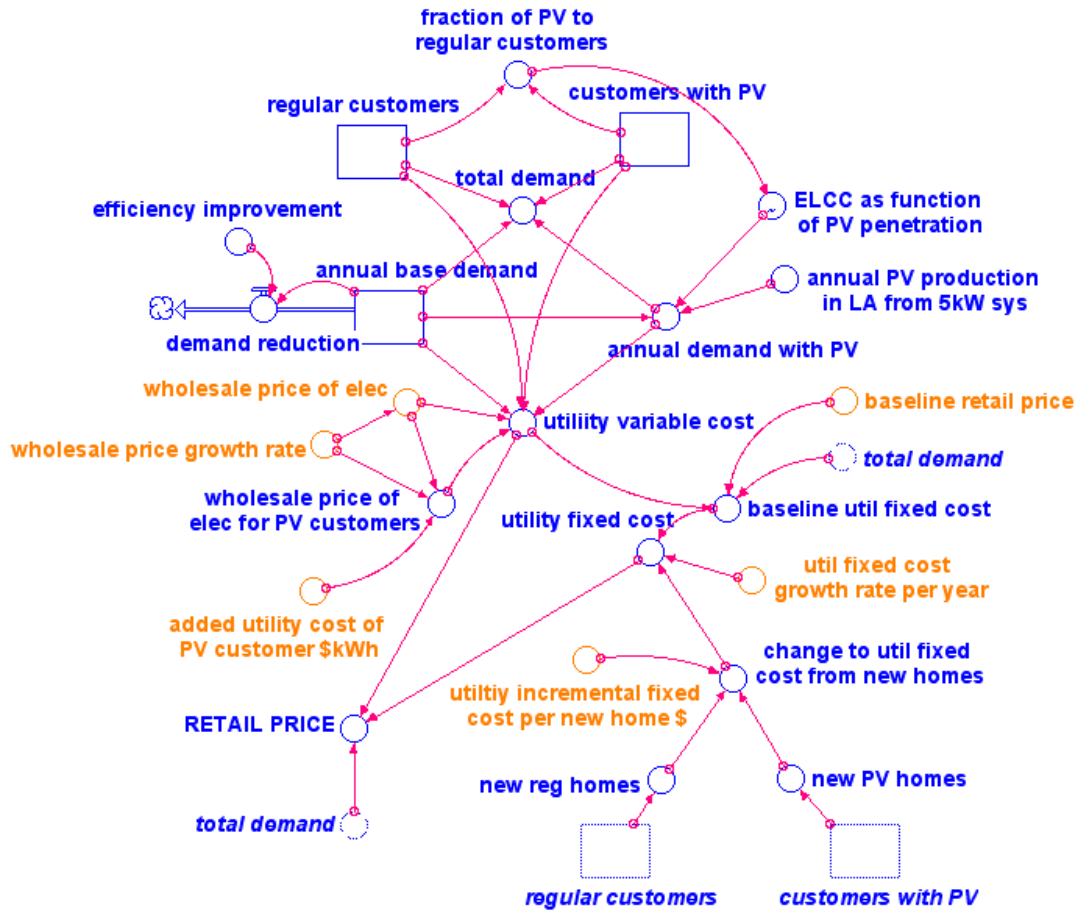 fraction of PV to
regular customers
customers with PV
regular customers
total demand
ELCC as function
of PV penetration
efficiency improvement
annual base demand
annual PV production
in LA from 5kW sys
demand reduction
annual demand with PV
wholesale price of elec
baseline retail price
utiliity variable cost
wholesale price growth rate
total demand
wholesale price of
elec for PV customers
baseline util fixed cost
utility fixed cost
util fixed cost
growth rate per year
added utility cost of
PV customer $kWh
change to util fixed
cost from new homes
utiltiy incremental fixed
cost per new home $
RETAIL PRICE
new reg homes
new PV homes
total demand
regular customers
customers with PV